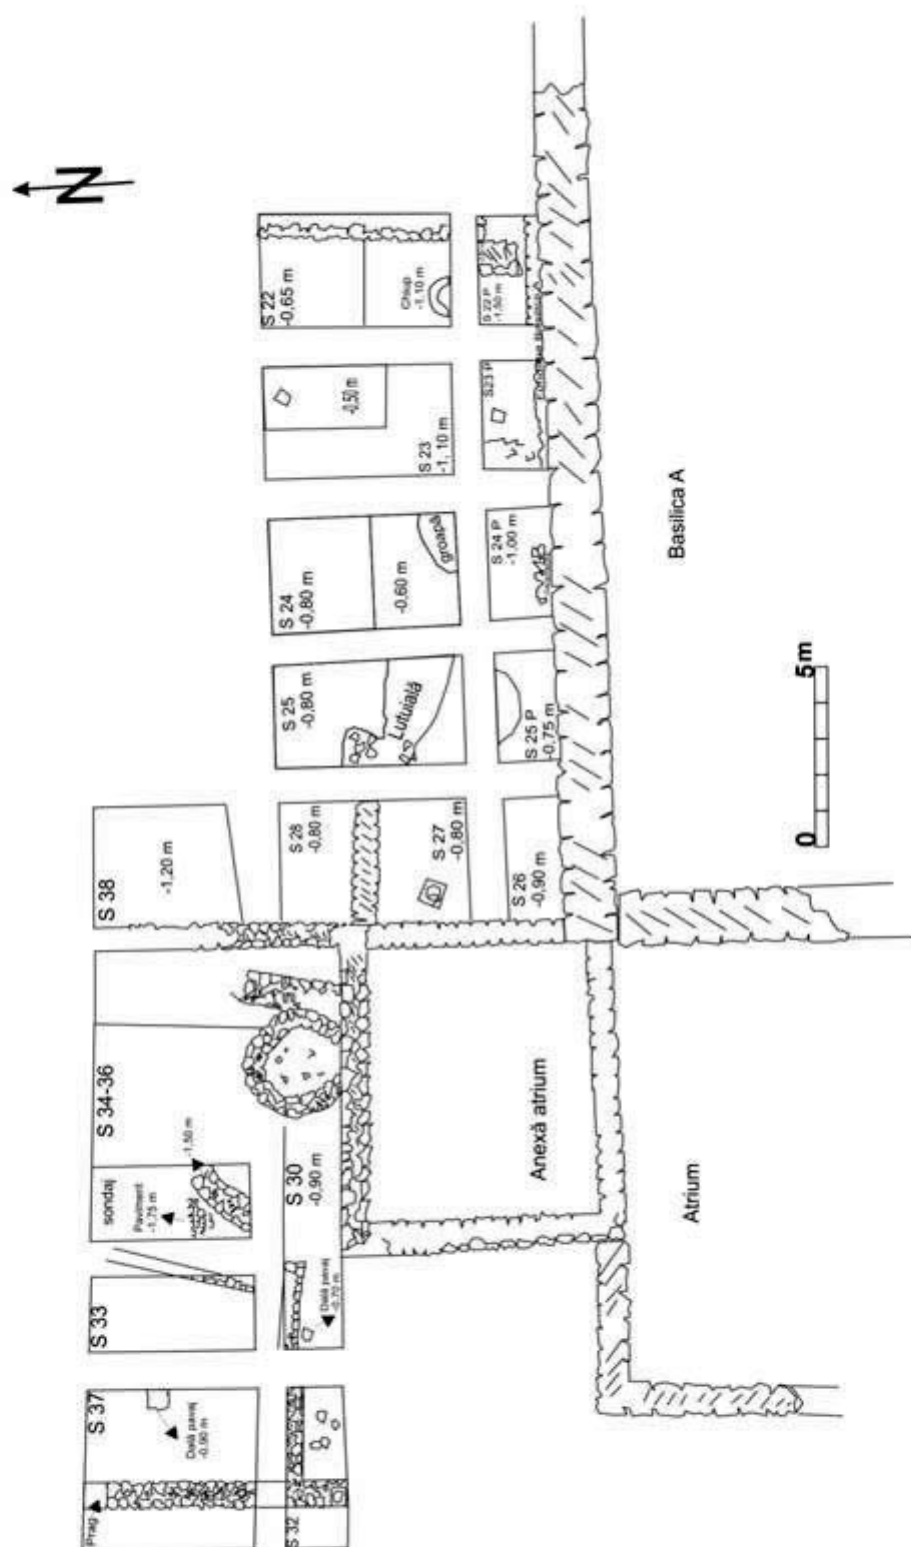 N
S 22
-0,65 m
Chiup
-1,10 m
S 22 P
-1,50 m
-0,50 m
S 23
-1, 10 m
S23 P
S 24
-0,80 m
-0,60 m
groapă
S 24 P
-1,00 m
Basilica A
S 25
-0,80 m
Lutuială
S 25 P
-0,75 m
0
5m
S 38
-1,20 m
S 28
-0,80 m
S 27
-0,80 m
S 26
-0,90 m
S 34-36
sondaj
Paviment
-1,75 m
-1,50 m
S 30
-0,90 m
Anexă atrium
Atrium
S 33
Dală pavaj
-0,70 m
S 37
Dală pavaj
-0,90 m
Prag
S 32